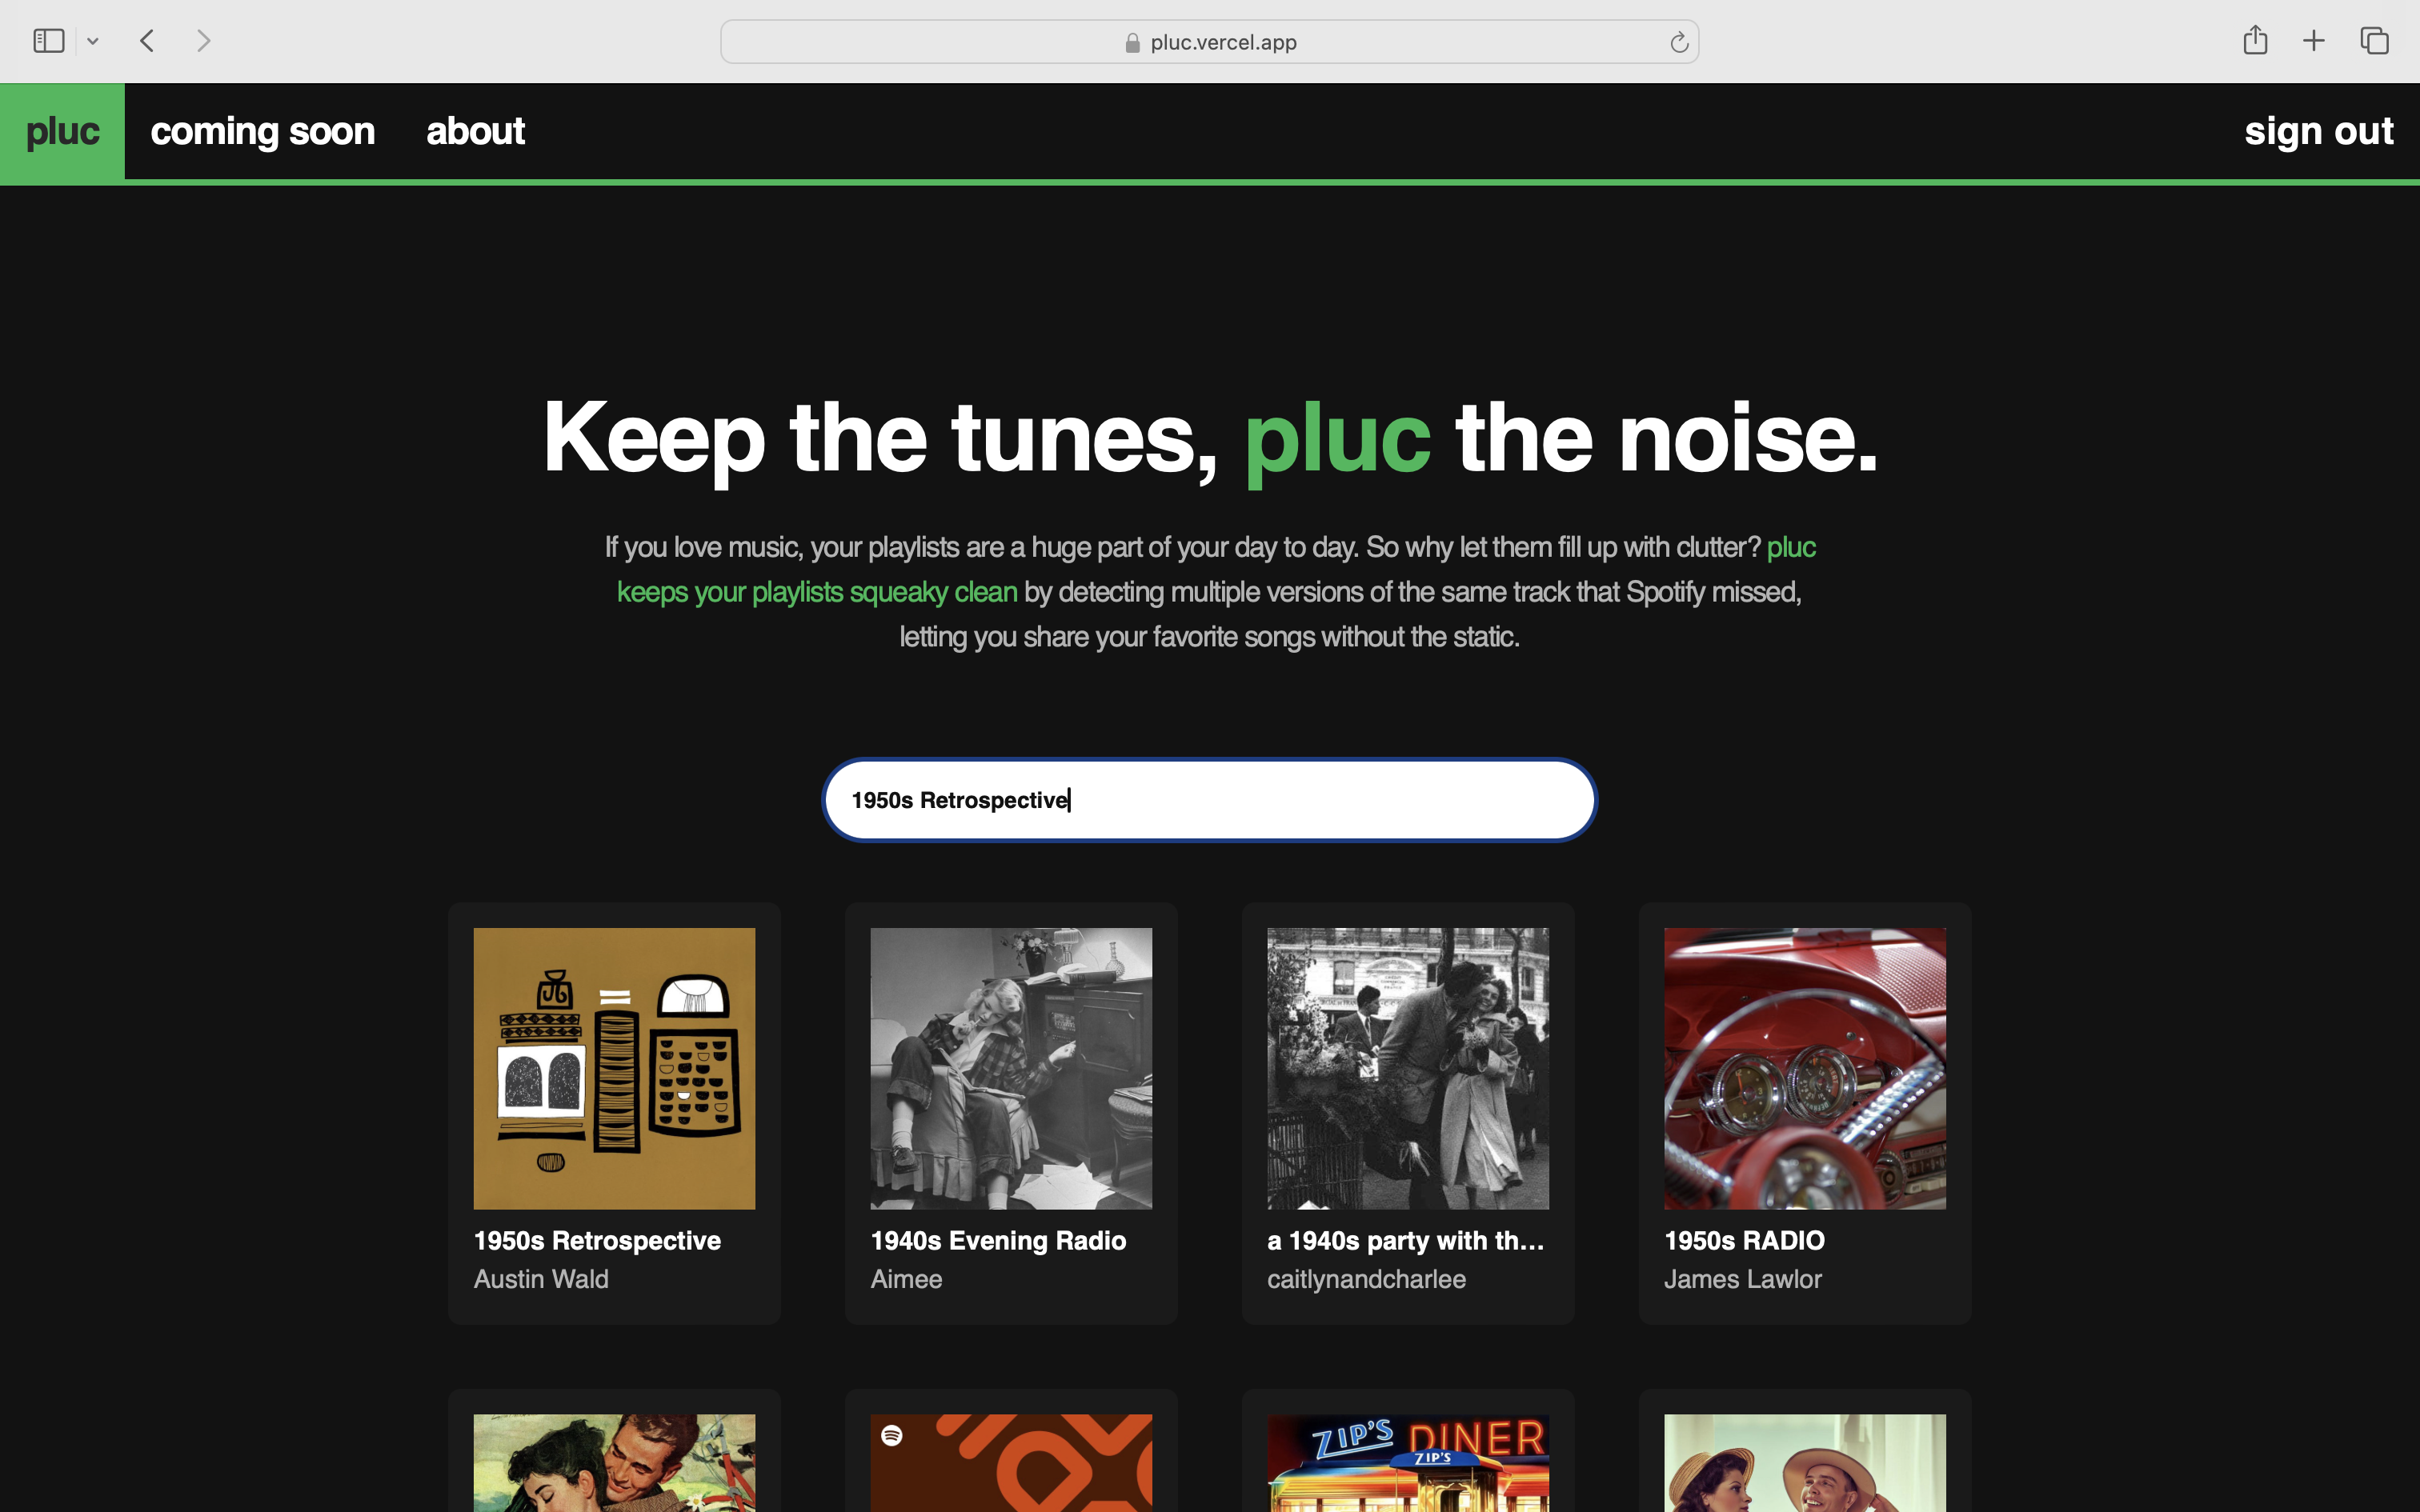 pluc.vercel.app
pluc coming soon about sign out
Keep the tunes, pluc the noise.
If you love music, your playlists are a huge part of your day to day. So why let them fill up with clutter? pluc
keeps your playlists squeaky clean by detecting multiple versions of the same track that Spotify missed,
letting you share your favorite songs without the static.
1950s Retrospective
1950s Retrospective
Austin Wald
1940s Evening Radio
Aimee
a 1940s party with th...
caitlynandcharlee
1950s RADIO
James Lawlor
ZIP'S DINER
ZIP'S